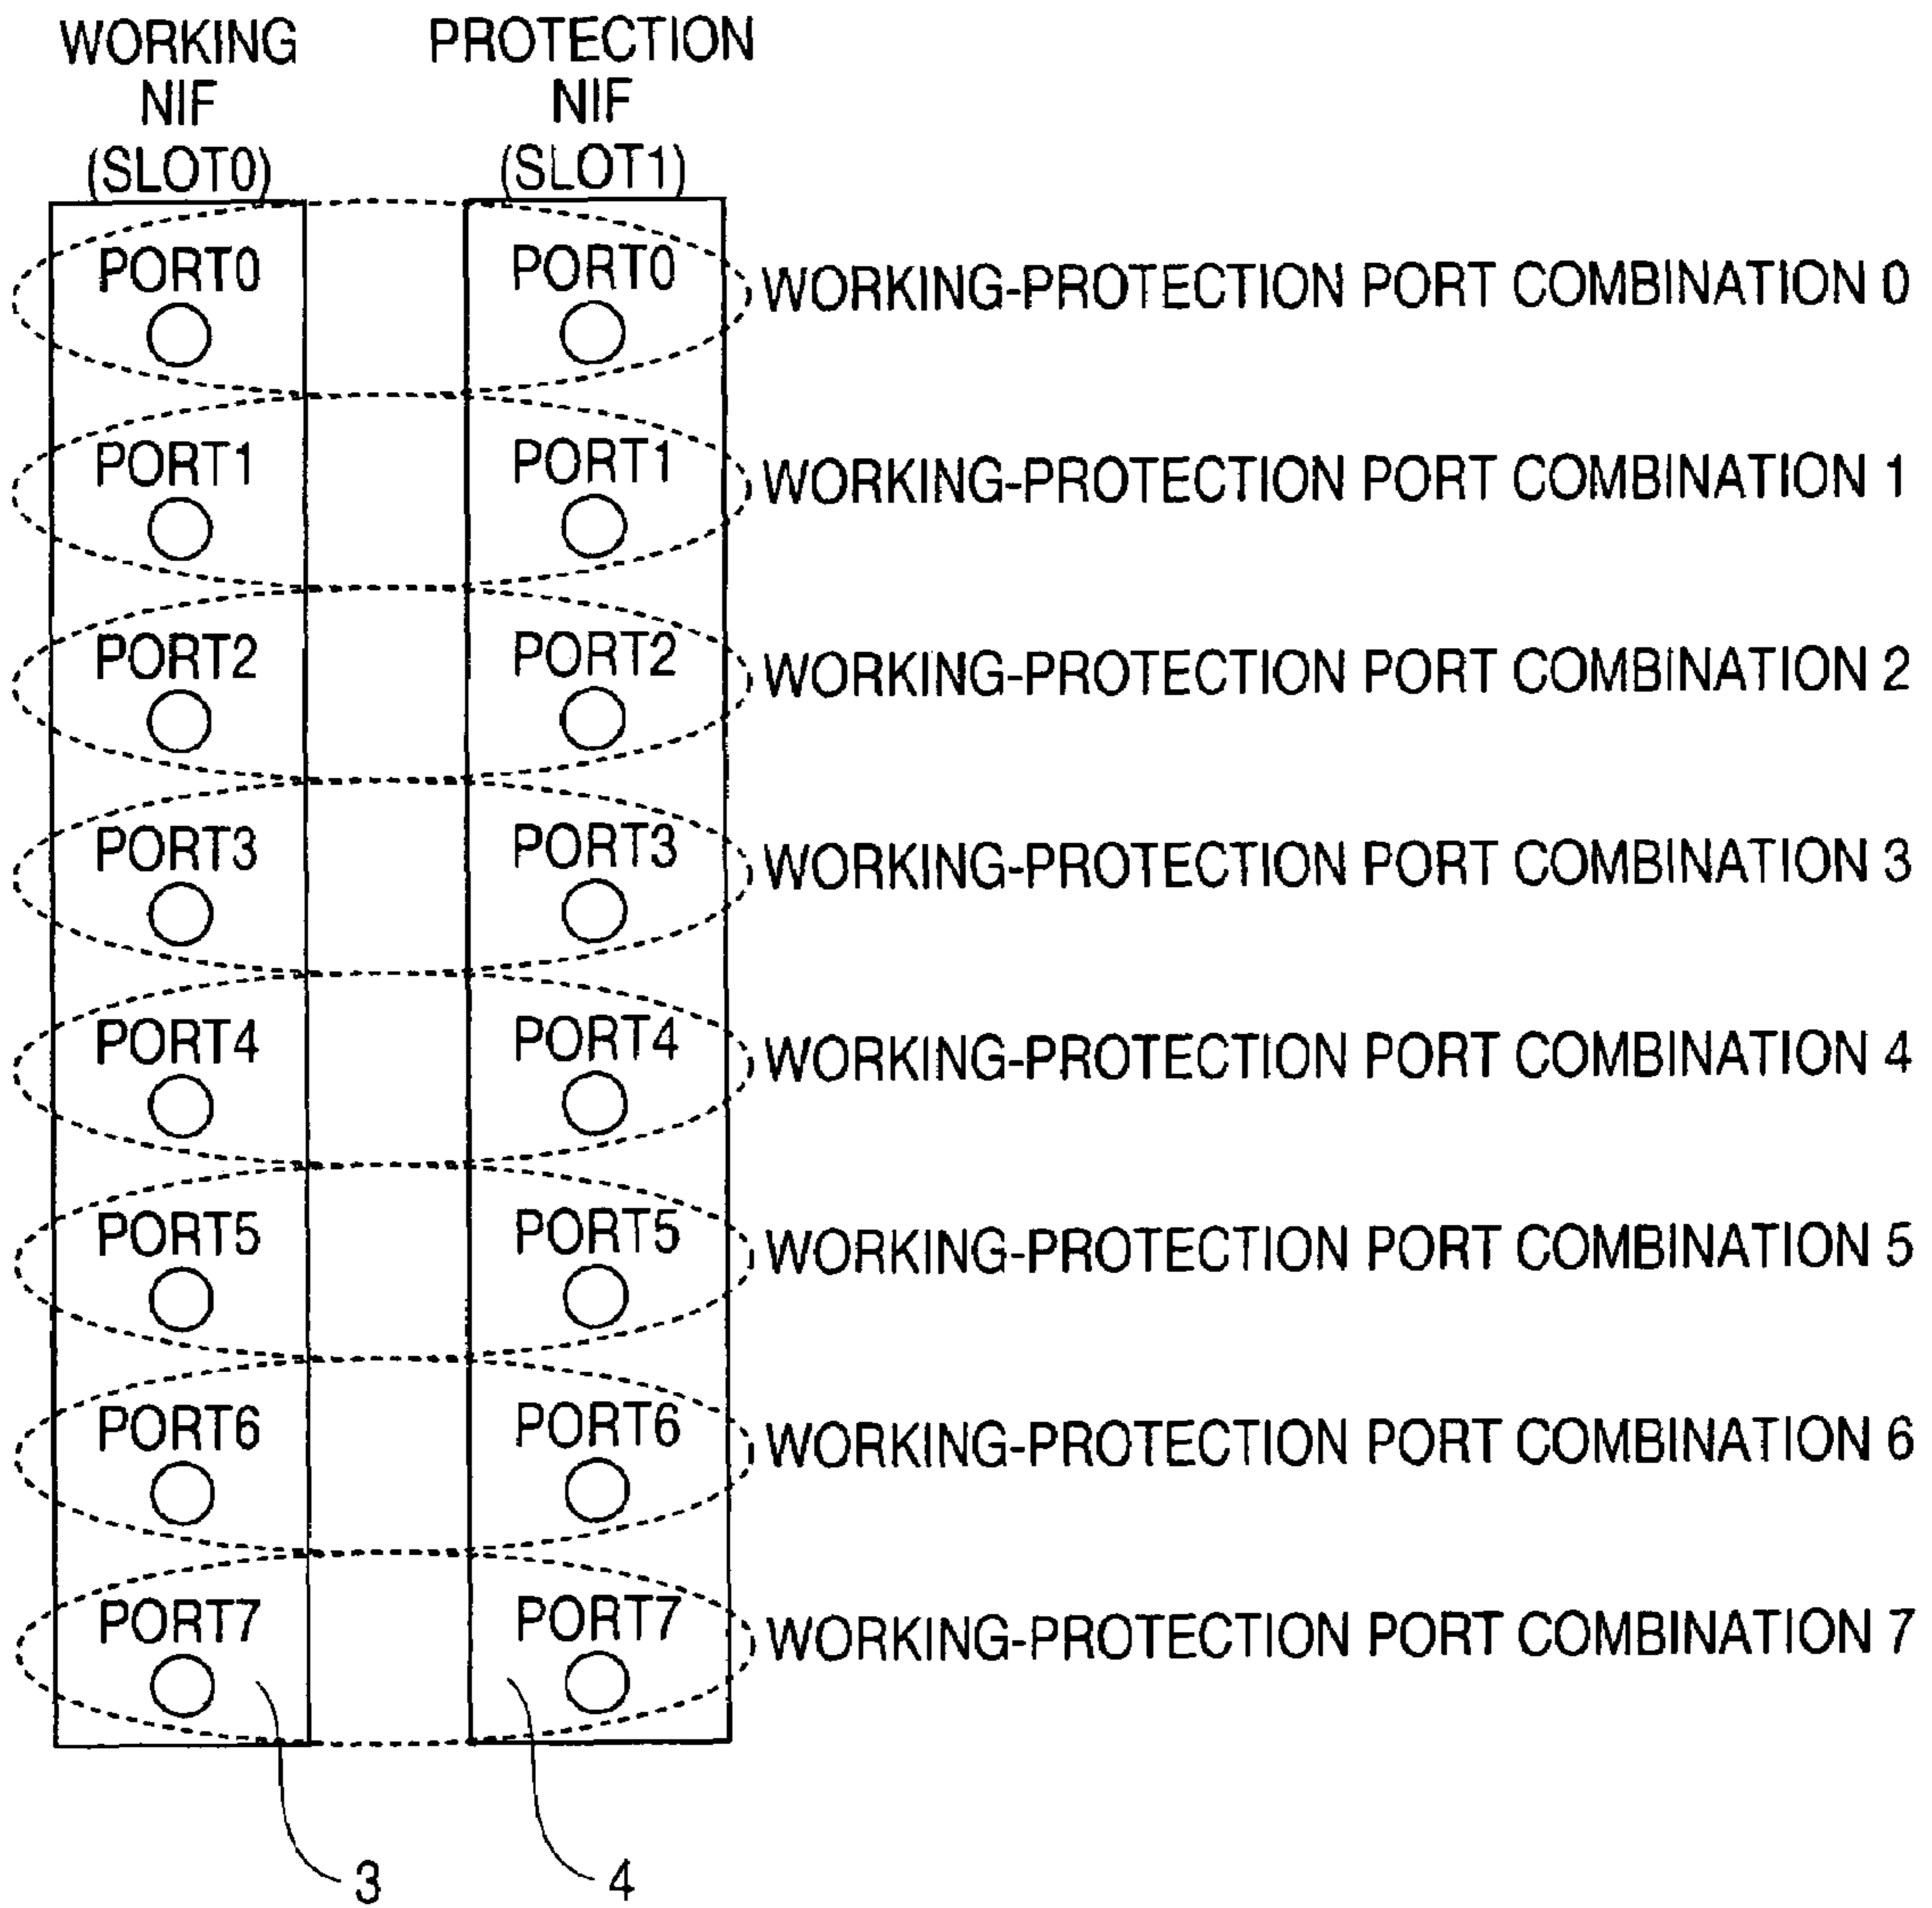 WORKING
NIF
(SLOT0)
PROTECTION
NIF
(SLOT1)
PORT0
PORT0
WORKING-PROTECTION PORT COMBINATION 0
PORT1
PORT1
WORKING-PROTECTION PORT COMBINATION 1
PORT2
PORT2
WORKING-PROTECTION PORT COMBINATION 2
PORT3
PORT3
WORKING-PROTECTION PORT COMBINATION 3
PORT4
PORT4
WORKING-PROTECTION PORT COMBINATION 4
PORT5
PORT5
WORKING-PROTECTION PORT COMBINATION 5
PORT6
PORT6
WORKING-PROTECTION PORT COMBINATION 6
PORT7
PORT7
WORKING-PROTECTION PORT COMBINATION 7
3
4